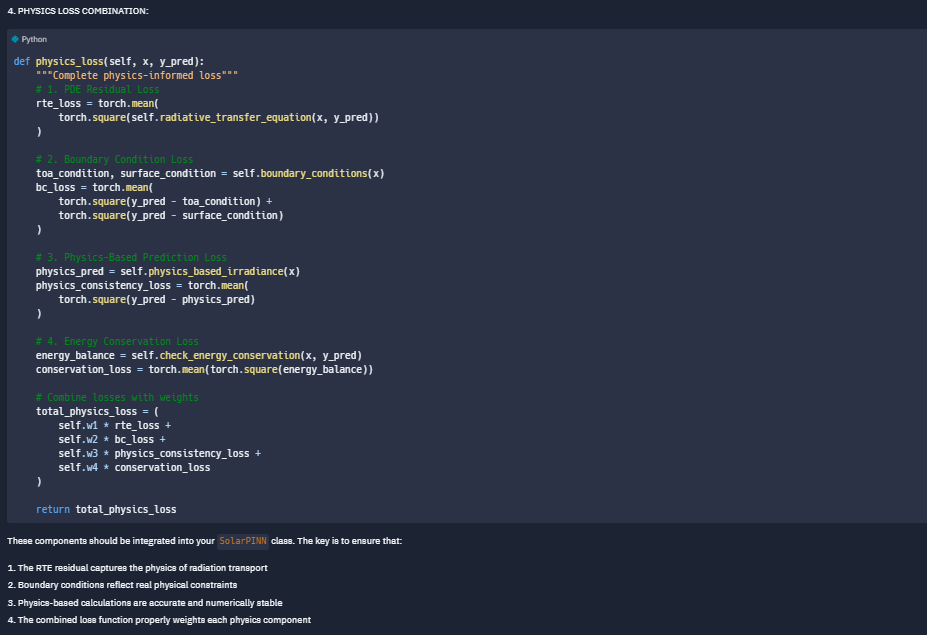 4. PHYSICS LOSS COMBINATION:
Python
def physics_loss(self, x, y_pred):
    """Complete physics-informed loss"""
    # 1. PDE Residual Loss
    rte_loss = torch.mean(
        torch.square(self.radiative_transfer_equation(x, y_pred))
    )
    # 2. Boundary Condition Loss
    toa_condition, surface_condition = self.boundary_conditions(x)
    bc_loss = torch.mean(
        torch.square(y_pred - toa_condition) +
        torch.square(y_pred - surface_condition)
    )
    # 3. Physics-Based Prediction Loss
    physics_pred = self.physics_based_irradiance(x)
    physics_consistency_loss = torch.mean(
        torch.square(y_pred - physics_pred)
    )
    # 4. Energy Conservation Loss
    energy_balance = self.check_energy_conservation(x, y_pred)
    conservation_loss = torch.mean(torch.square(energy_balance))
    # Combine losses with weights
    total_physics_loss = (
        self.w1 * rte_loss +
        self.w2 * bc_loss +
        self.w3 * physics_consistency_loss +
        self.w4 * conservation_loss
    )
    return total_physics_loss
These components should be integrated into your SolarPINN class. The key is to ensure that:
1. The RTE residual captures the physics of radiation transport
2. Boundary conditions reflect real physical constraints
3. Physics-based calculations are accurate and numerically stable
4. The combined loss function properly weights each physics component